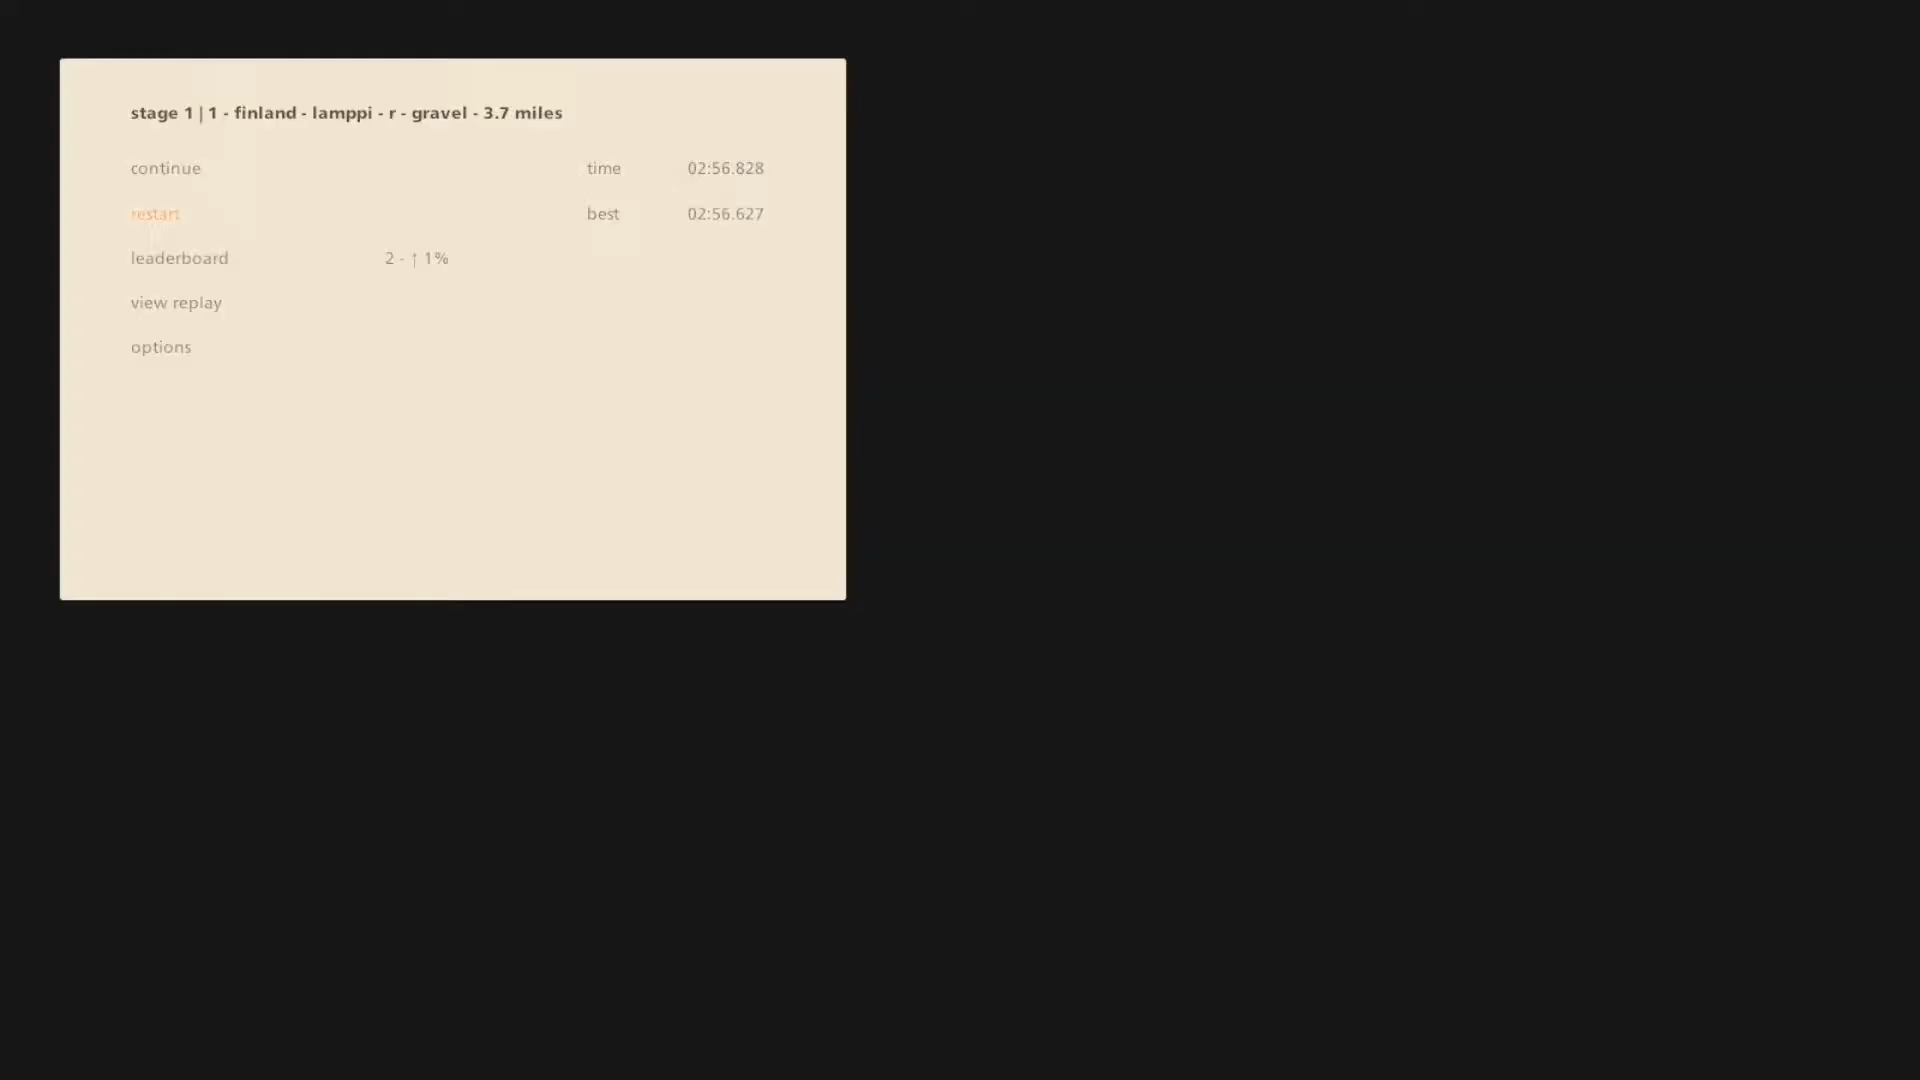 stage 1 | 1 - finland - lamppi - r - gravel - 3.7 miles
continue time 02:56.828
restart best 02:56.627
leaderboard 2 - ↑ 1%
view replay
options